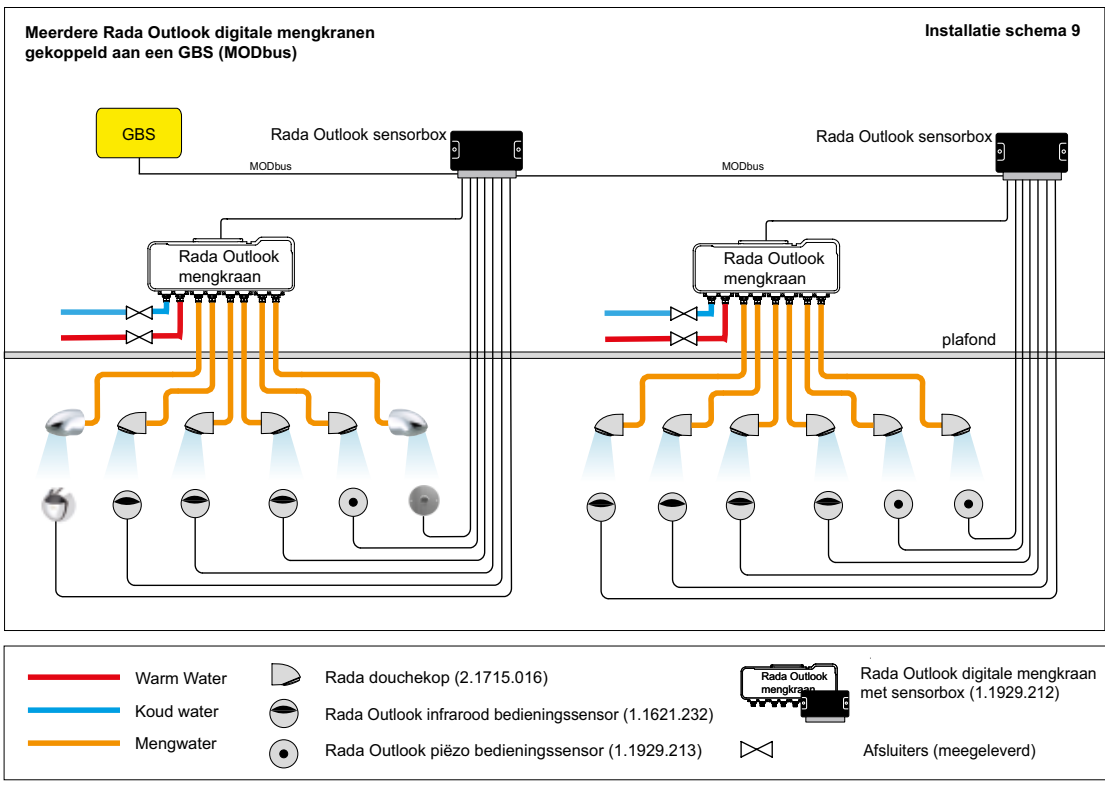 Meerdere Rada Outlook digitale mengkranen
gekoppeld aan een GBS (MODbus)
Installatie schema 9
GBS
Rada Outlook sensorbox
Rada Outlook sensorbox
MODbus
MODbus
Rada Outlook
mengkraan
Rada Outlook
mengkraan
plafond
Warm Water
Koud water
Mengwater
Rada douchekop (2.1715.016)
Rada Outlook infrarood bedieningssensor (1.1621.232)
Rada Outlook piëzo bedieningssensor (1.1929.213)
Rada Outlook
mengkraan
Rada Outlook digitale mengkraan
met sensorbox (1.1929.212)
Afsluiters (meegeleverd)